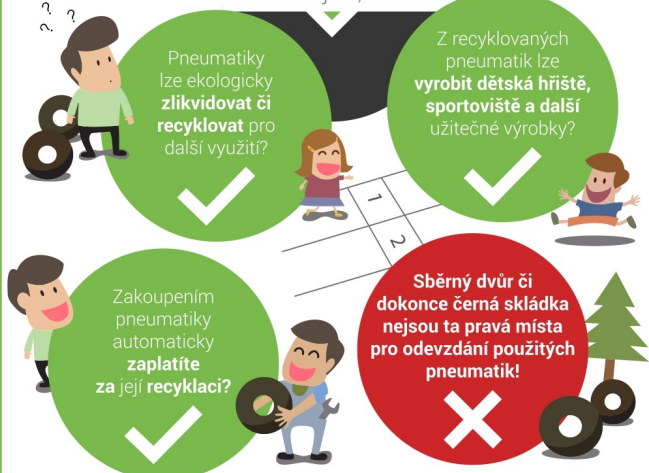 ? ? ?
Pneumatiky
lze ekologicky
zlikvidovat či
recyklovat pro
další využití?
Z recyklovaných
pneumatik lze
vyrobit dětská hřiště,
sportoviště a další
užitečné výrobky?
1
2
Zakoupením
pneumatiky
automaticky
zaplatíte
za její recyklaci?
Sběrný dvůr či
dokonce černá skládka
nejsou ta pravá místa
pro odevzdání použitých
pneumatik!